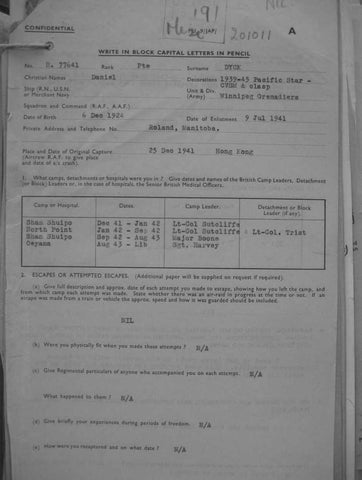 CONFIDENTIAL
191
201011
NIL
A
WRITE IN BLOCK CAPITAL LETTERS IN PENCIL
No. H. 77641 Rank Pte Surname DYCK
Christian Names Daniel Decorations 1939-45 Pacific Star -
CVSM & clasp
Ship (R.N., U.S.N. or Merchant Navy) Unit & Div. (Army) Winnipeg Grenadiers
Squadron and Command (R.A.F., A.A.F.)
Date of Birth 6 Dec 1924 Date of Enlistment 9 Jul 1941
Private Address and Telephone No. Roland, Manitoba.
Place and Date of Original Capture 25 Dec 1941 Hong Kong
(Aircrew R.A.F. to give place
and date of a/c crash).
1. What camps, detachments or hospitals were you in? Give dates and names of the British Camp Leaders, Detachment
(or Block) Leaders or, in the case of hospitals, the Senior British Medical Officers.
Camp or Hospital. Dates. Camp Leader. Detachment or Block Leader (if any).
Sham Shuipo Dec 41 - Jan 42 Lt-Col Sutcliffe
North Point Jan 42 - Sep 42 Lt-Col Sutcliffe & Lt-Col. Trist
Sham Shuipo Sep 42 - Aug 43 Major Boone
Oeyama Aug 43 - Lib Sgt. Harvey
2. ESCAPES OR ATTEMPTED ESCAPES. (Additional paper will be supplied on request if required).
(a) Give full description and approx. date of each attempt you made to escape, showing how you left the camp, and
from which camp each attempt was made. State whether there was an air-raid in progress at the time or not. If an
escape was made from a train or vehicle the approx. speed and how it was guarded should be included.
NIL
(b) Were you physically fit when you made these attempts? N/A
(c) Give Regimental particulars of anyone who accompanied you on each attempt. N/A
What happened to them? N/A
(d) Give briefly your experiences during periods of freedom. N/A
(e) How were you recaptured and on what date? N/A